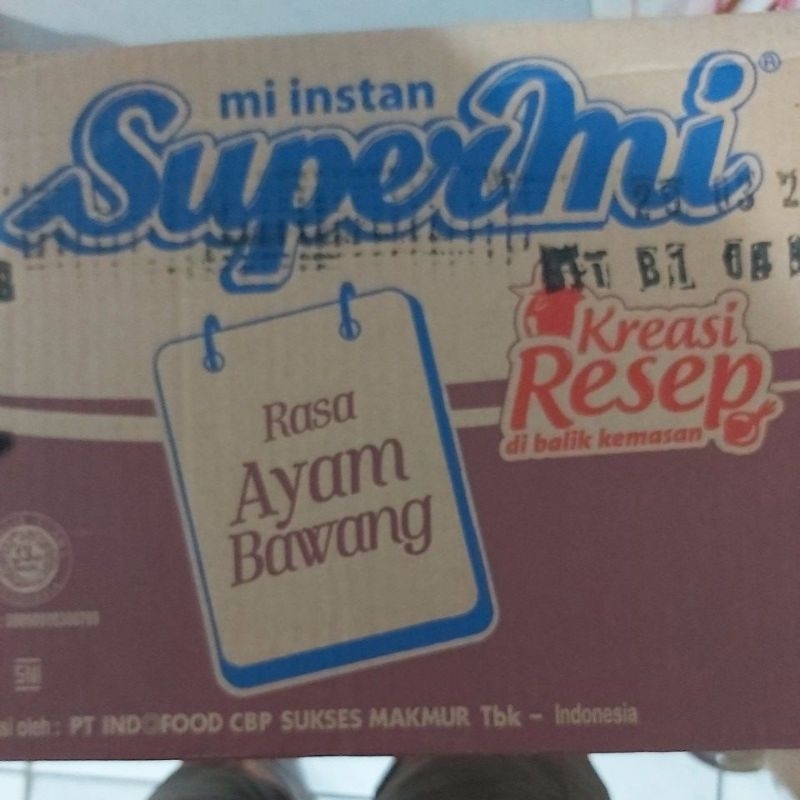 mi instan
SuperMi®
Rasa
Ayam
Bawang
Kreasi
Resep
di balik kemasan
SNI
oleh : PT INDOFOOD CBP SUKSES MAKMUR Tbk – Indonesia